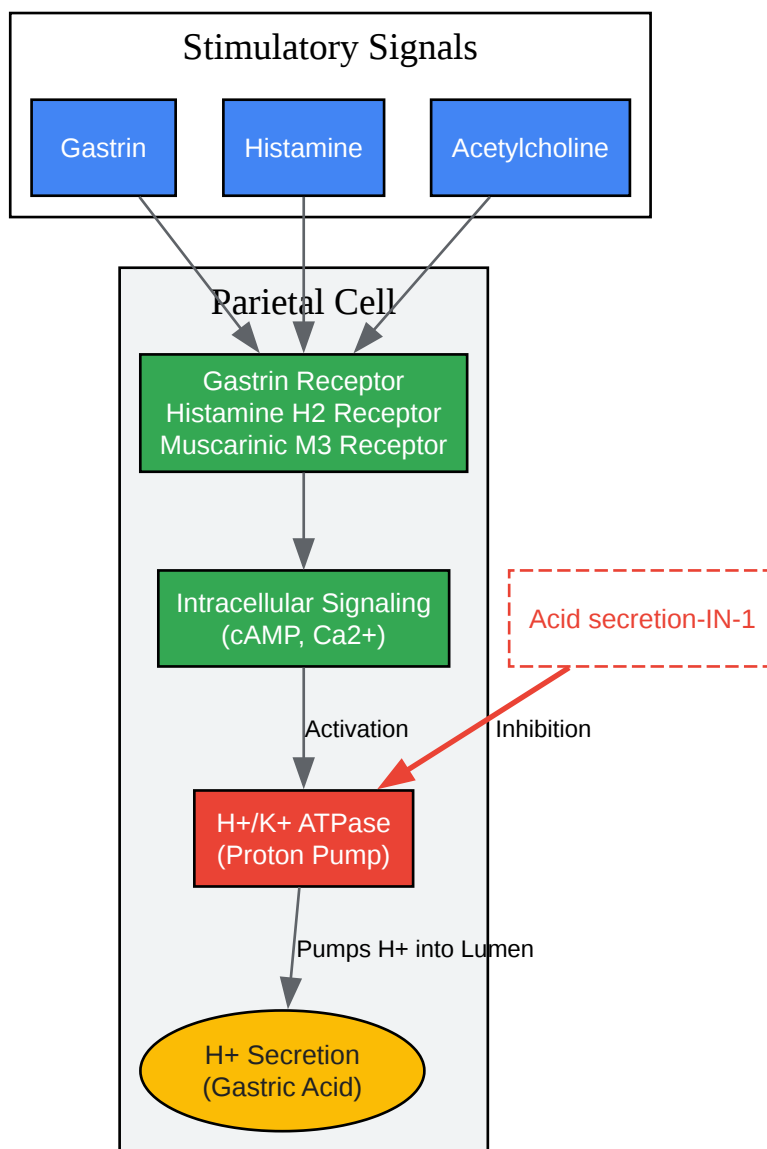 Stimulatory Signals
Gastrin
Histamine
Acetylcholine
Parietal Cell
Gastrin Receptor
Histamine H2 Receptor
Muscarinic M3 Receptor
Intracellular Signaling
(cAMP, Ca2+)
Acid secretion-IN-1
Activation
Inhibition
H+/K+ ATPase
(Proton Pump)
Pumps H+ into Lumen
H+ Secretion
(Gastric Acid)